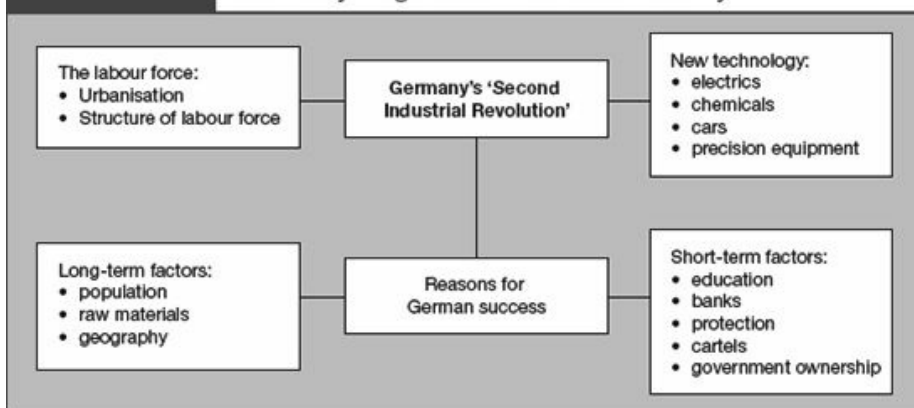 The labour force:
• Urbanisation
• Structure of labour force
Germany's 'Second
Industrial Revolution'
New technology:
• electrics
• chemicals
• cars
• precision equipment
Long-term factors:
• population
• raw materials
• geography
Reasons for
German success
Short-term factors:
• education
• banks
• protection
• cartels
• government ownership